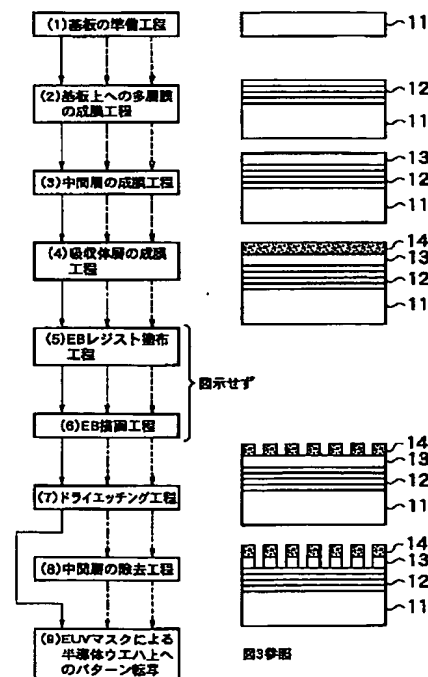 (1)基板の準備工程
11
(2)基板上への多層膜
の成膜工程
12
11
(3)中間層の成膜工程
13
12
11
(4)吸収体層の成膜
工程
14
13
12
11
(5)EBレジスト塗布
工程
図示せず
(6)EB描画工程
(7)ドライエッチング工程
14
13
12
11
(8)中間層の除去工程
14
13
12
11
(9)EUVマスクによる
半導体ウエハ上へ
のパターン転写
図3参照